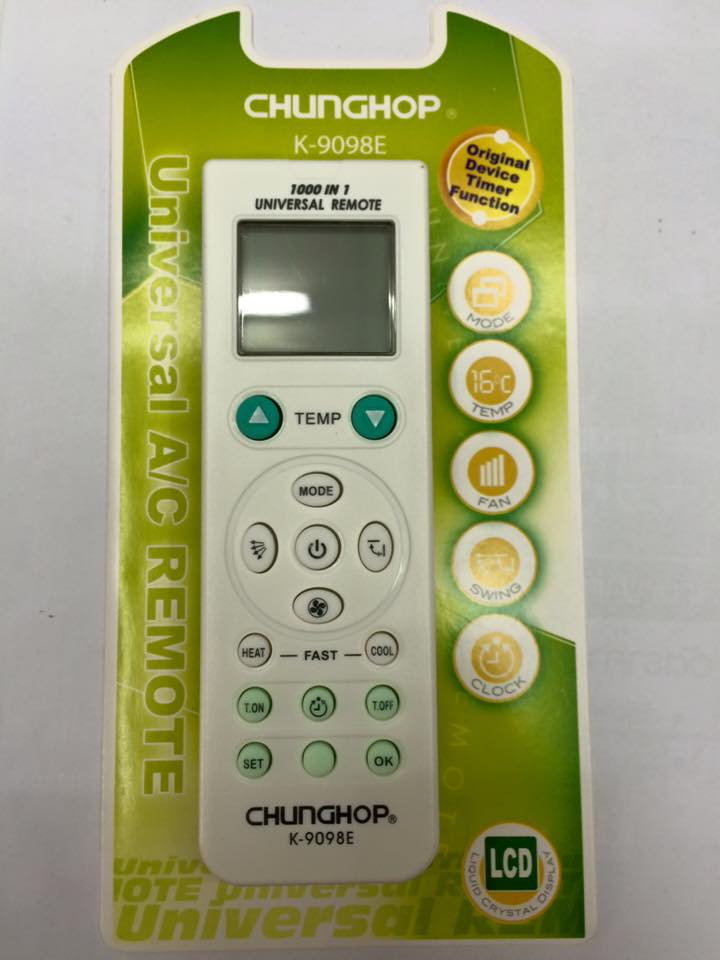 CHUNGHOP®
K-9098E
Original
Device
Timer
Function
Universal A/C REMOTE
1000 IN 1
UNIVERSAL REMOTE
MODE
16°C
TEMP
FAN
SWING
CLOCK
TEMP
MODE
HEAT — FAST — COOL
T.ON
T.OFF
SET
OK
CHUNGHOP®
K-9098E
LCD
LIQUID CRYSTAL DISPLAY
Universal